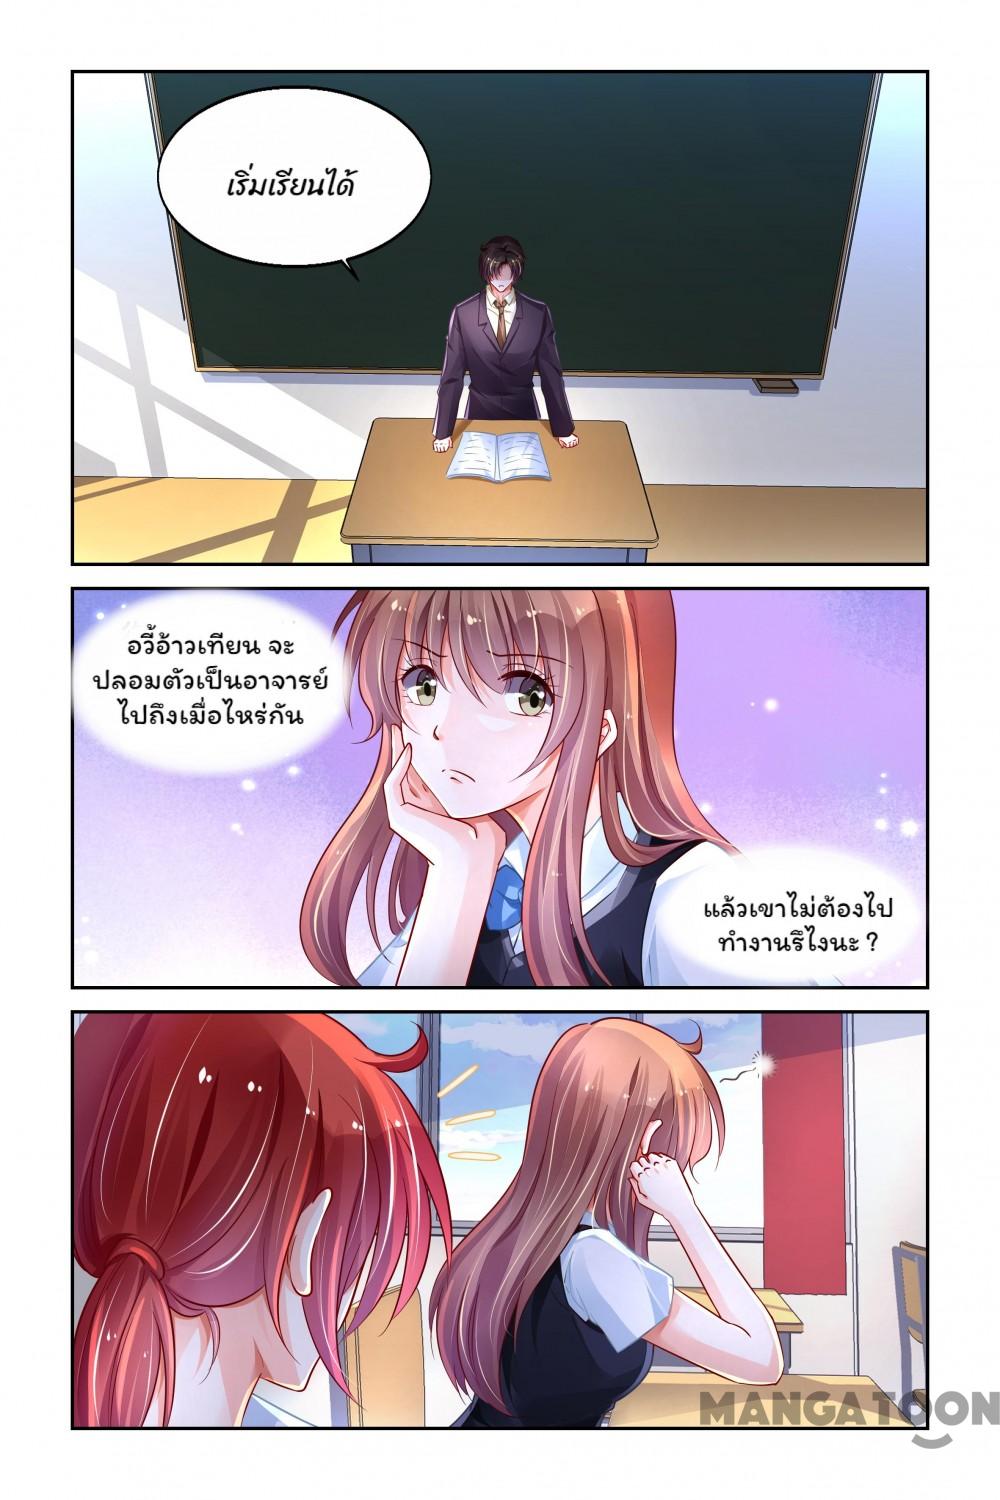 เริ่มเรียนได้
อวี้อ้าวเทียน จะ
ปลอมตัวเป็นอาจารย์
ไปถึงเมื่อไหร่กัน
แล้วเขาไม่ต้องไป
ทำงานรึไงนะ ?
MANGATOON